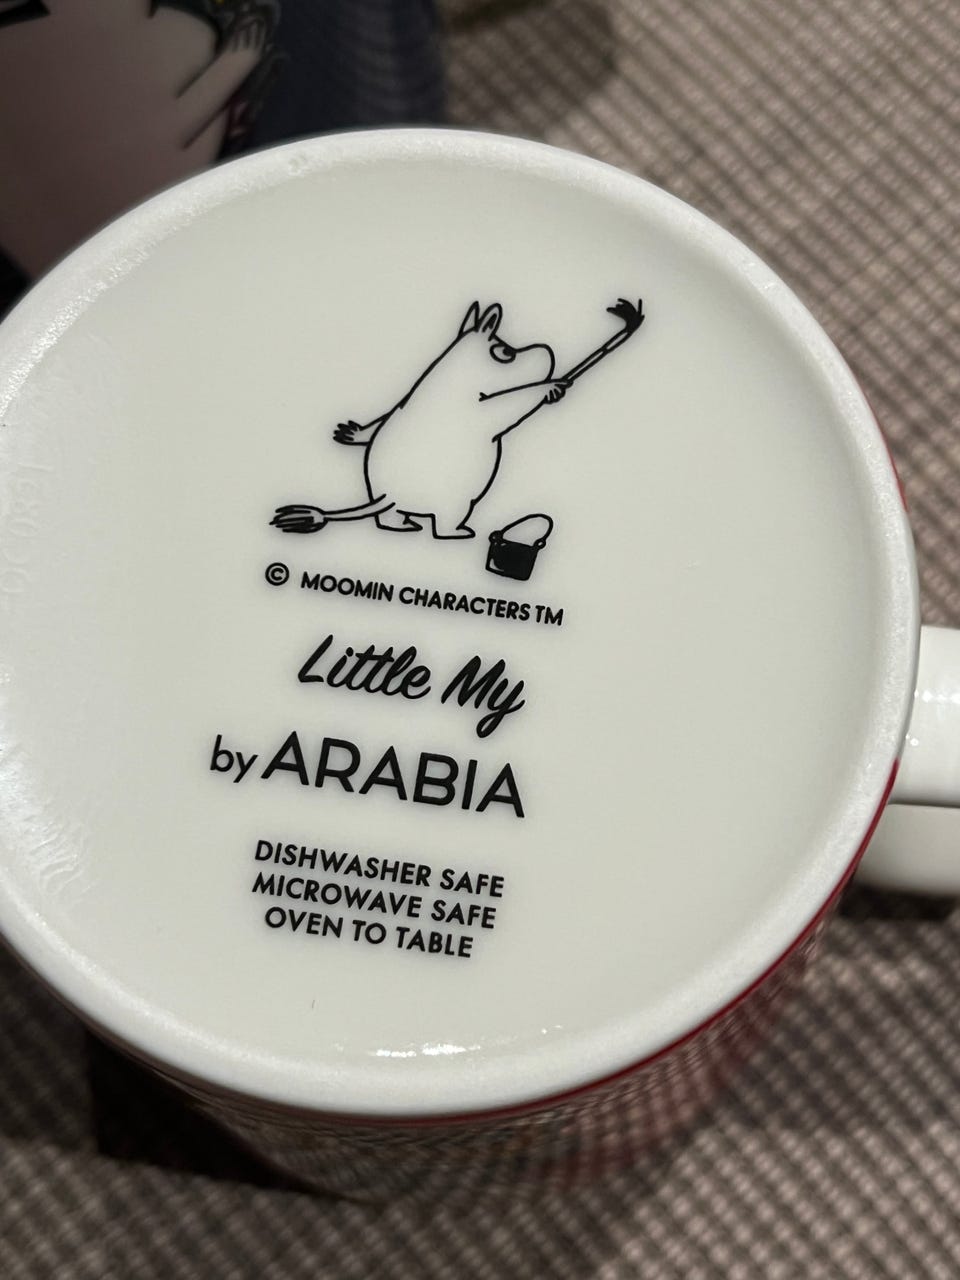 © MOOMIN CHARACTERS TM
Little My
by ARABIA
DISHWASHER SAFE
MICROWAVE SAFE
OVEN TO TABLE